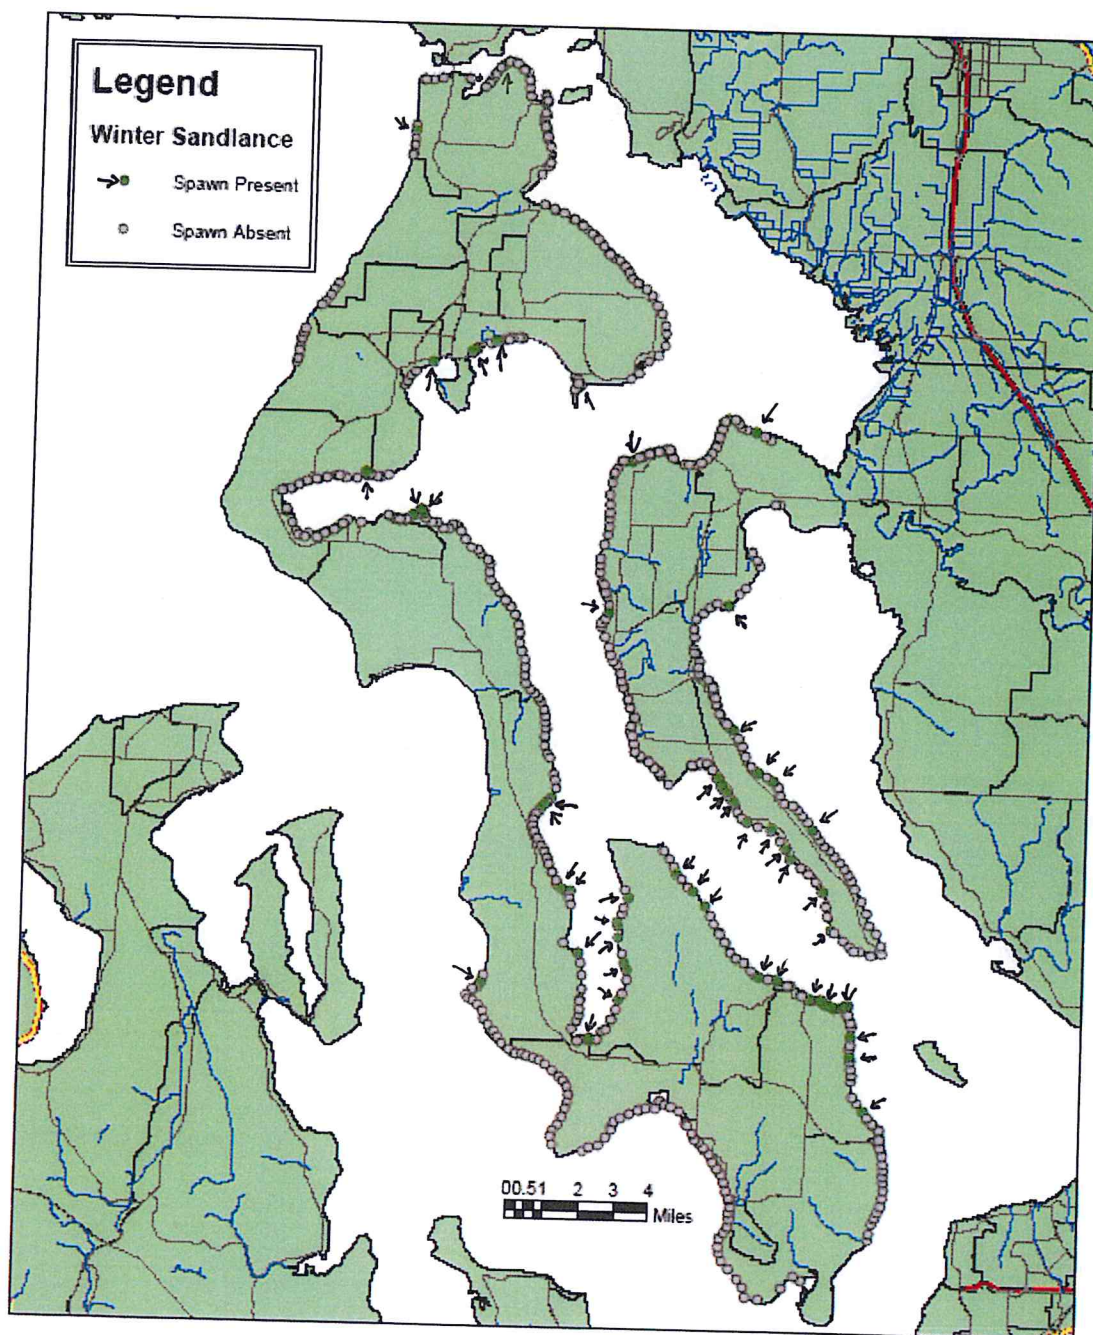 Legend
Winter Sandlance
Spawn Present
Spawn Absent
00.51 2 3 4
Miles